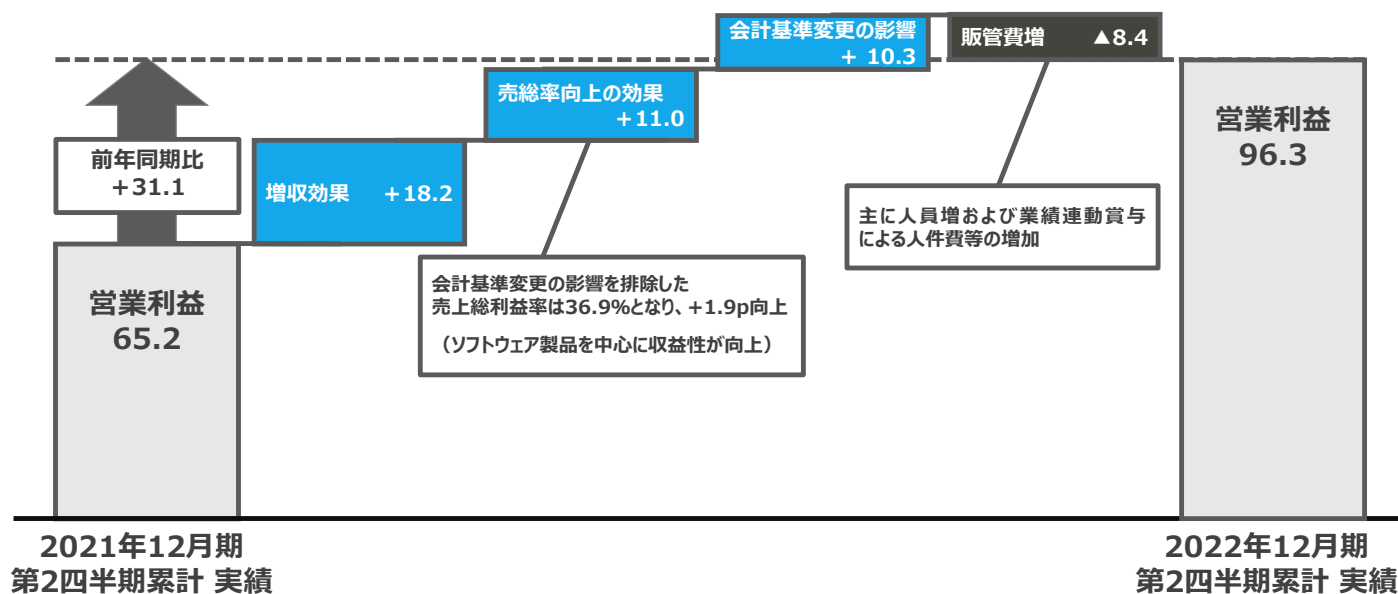 会計基準変更の影響
+ 10.3
販管費増 ▲8.4
売総率向上の効果
+11.0
前年同期比
+31.1
増収効果 +18.2
営業利益
65.2
営業利益
96.3
主に人員増および業績連動賞与
による人件費等の増加
会計基準変更の影響を排除した
売上総利益率は36.9%となり、+1.9p向上
（ソフトウェア製品を中心に収益性が向上）
2021年12月期
第2四半期累計 実績
2022年12月期
第2四半期累計 実績